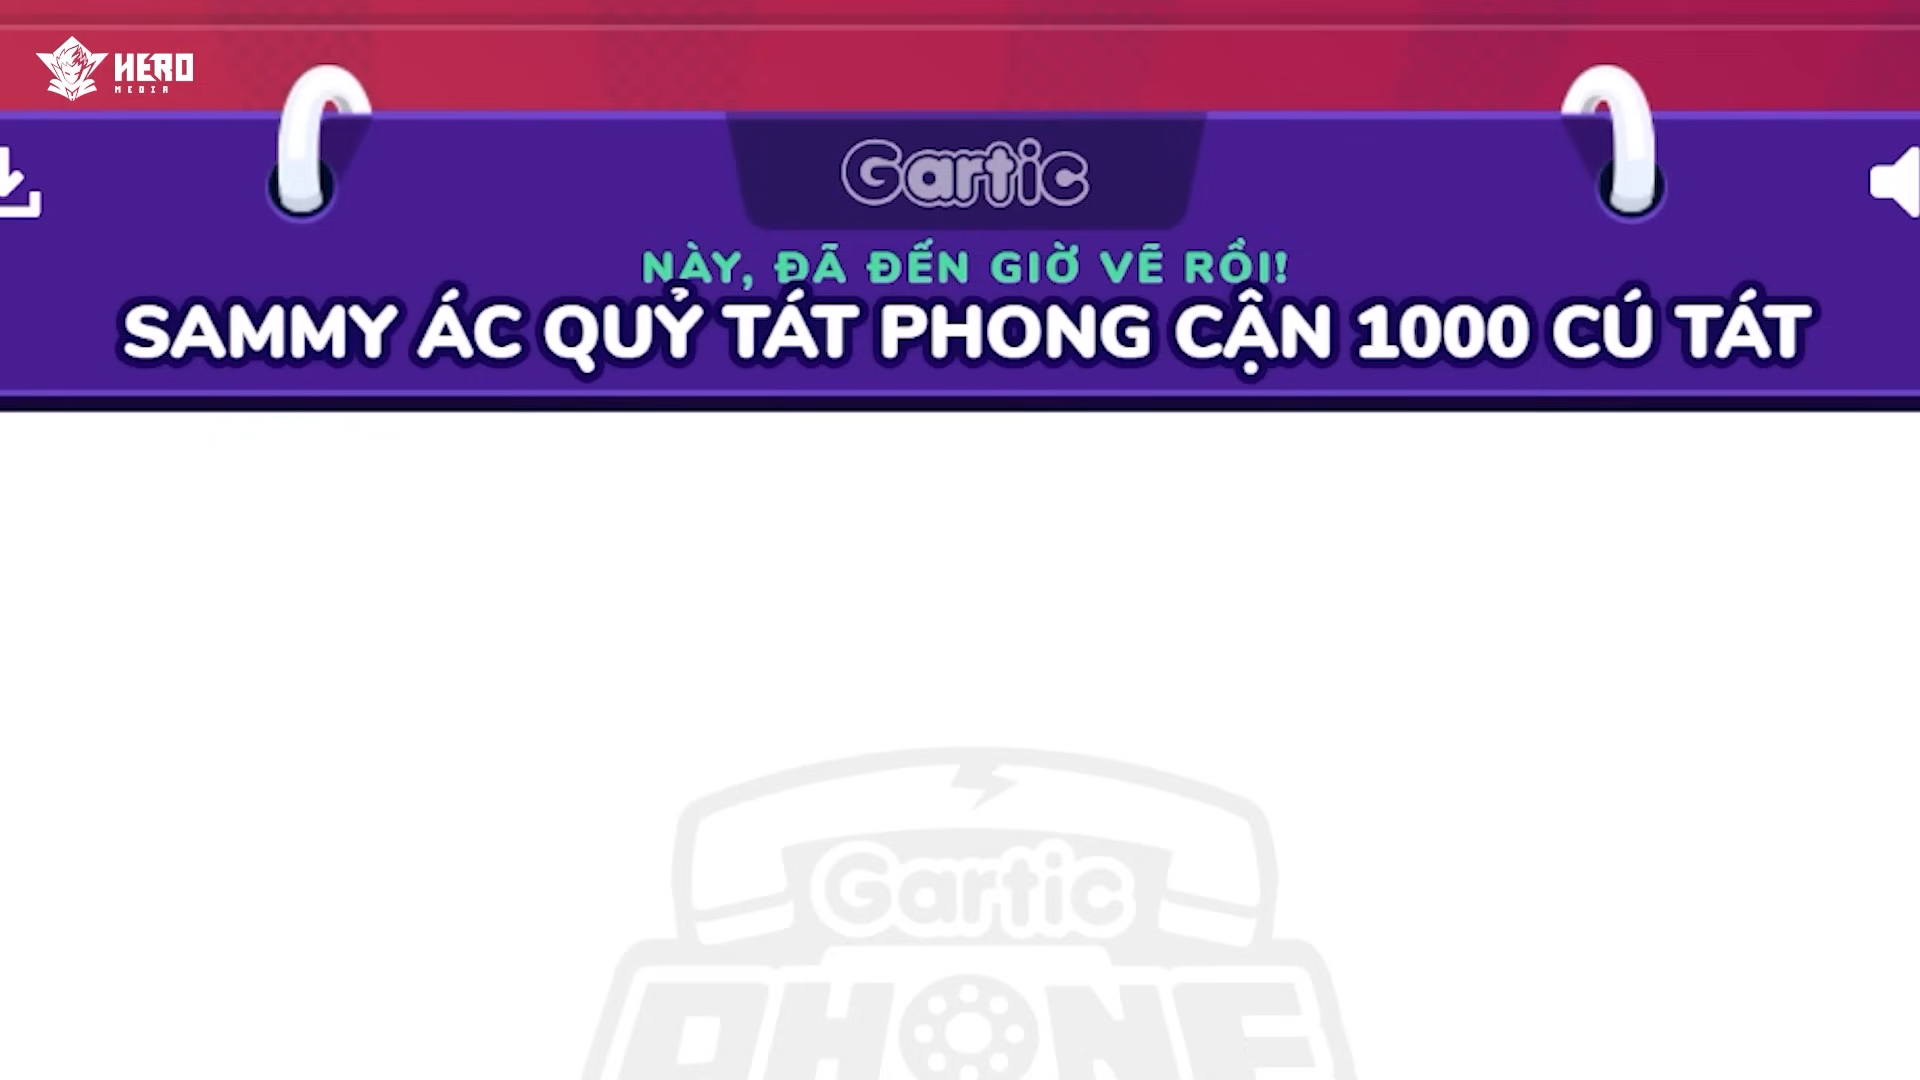 HERO
MEDIA
Gartic
NÀY, ĐÃ ĐẾN GIỜ VẼ RỒI!
SAMMY ÁC QUỶ TÁT PHONG CẬN 1000 CÚ TÁT
Gartic
PHONE